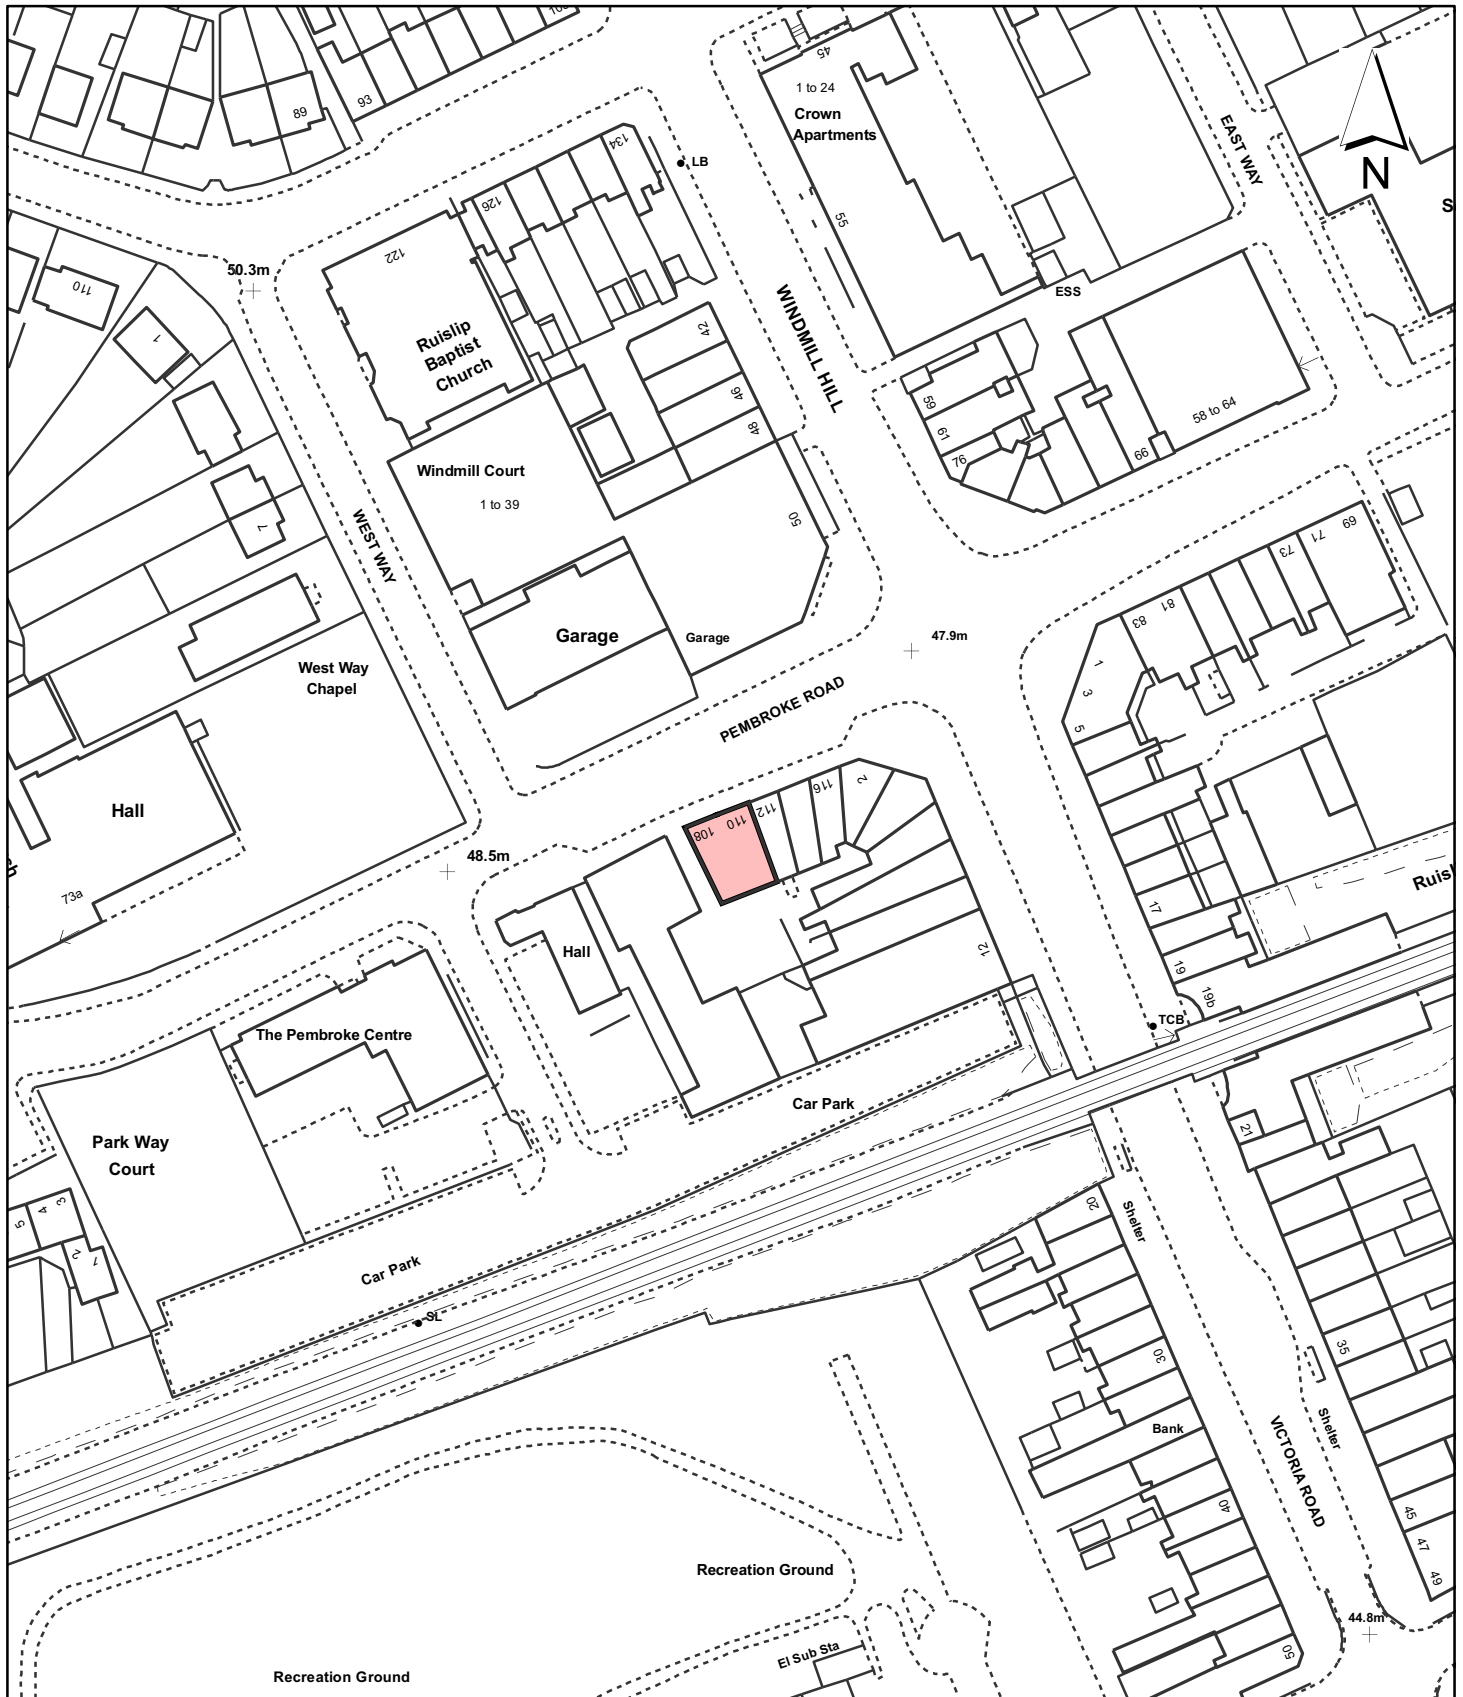 89
93
45
1 to 24
Crown
Apartments
EAST WAY
N
S
134
LB
126
122
55
50.3m
110
1
ESS
Ruislip
Baptist
Church
WINDMILL HILL
42
46
48
59
61
76
58 to 64
66
Windmill Court
1 to 39
WEST WAY
7
50
69
71
73
81
83
Garage
Garage
47.9m
West Way
Chapel
PEMBROKE ROAD
1
3
5
Hall
108
110
112
116
2
48.5m
73a
Ruisl
17
Hall
12
19
19b
The Pembroke Centre
TCB
Car Park
Park Way
Court
21
3
4
5
2
1
20
Shelter
Car Park
SL
35
30
Shelter
Bank
VICTORIA ROAD
40
45
47
49
Recreation Ground
44.8m
El Sub Sta
50
Recreation Ground